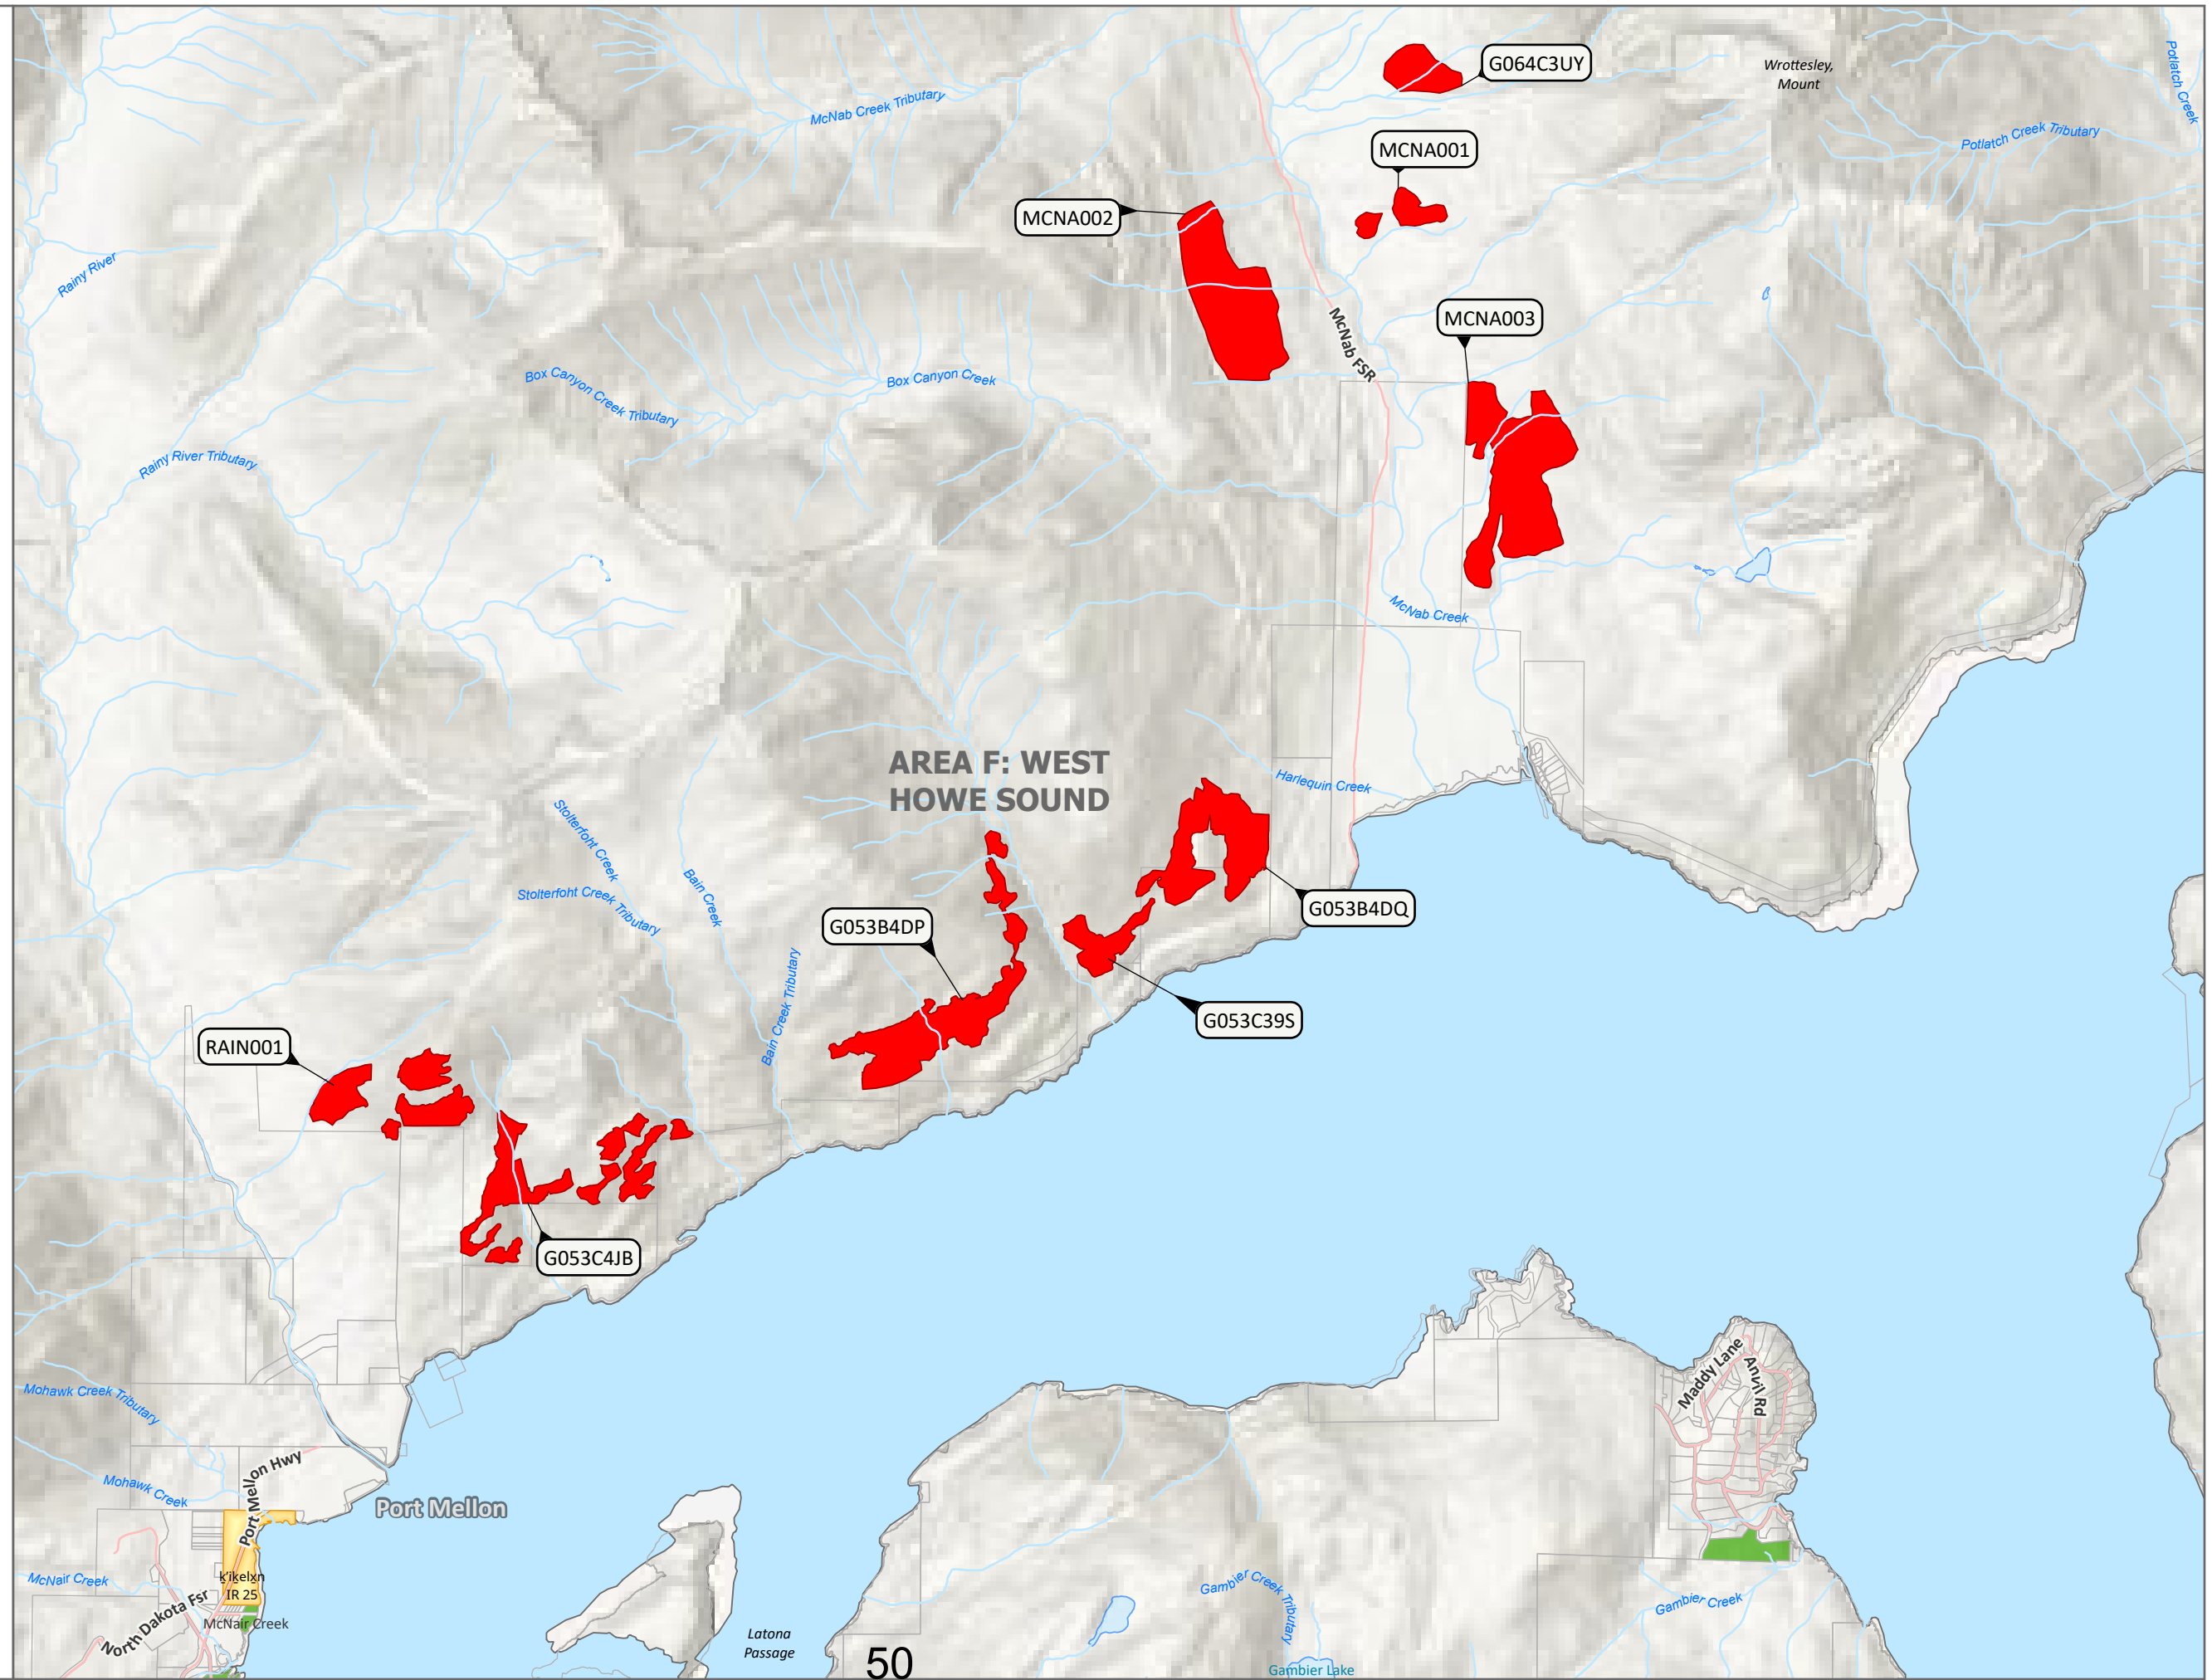 G064C3UY
Wrottesley,
Mount
Potlatch Creek
McNab Creek Tributary
Potlatch Creek Tributary
MCNA001
MCNA002
Rainy River
MCNA003
McNab FSR
Box Canyon Creek Tributary
Box Canyon Creek
Rainy River Tributary
McNab Creek
AREA F: WEST
HOWE SOUND
Harlequin Creek
Stolterfoht Creek
Stolterfoht Creek Tributary
Bain Creek
G053B4DQ
G053B4DP
Bain Creek Tributary
G053C39S
RAIN001
G053C4JB
Maddy Lane
Anvil Rd
Mohawk Creek Tributary
Port Mellon Hwy
Mohawk Creek
Port Mellon
McNair Creek
k̲'ik̲elx̲n
IR 25
North Dakota Fsr
McNair Creek
Gambier Creek Tributary
Gambier Creek
Latona
Passage
50
Gambier Lake